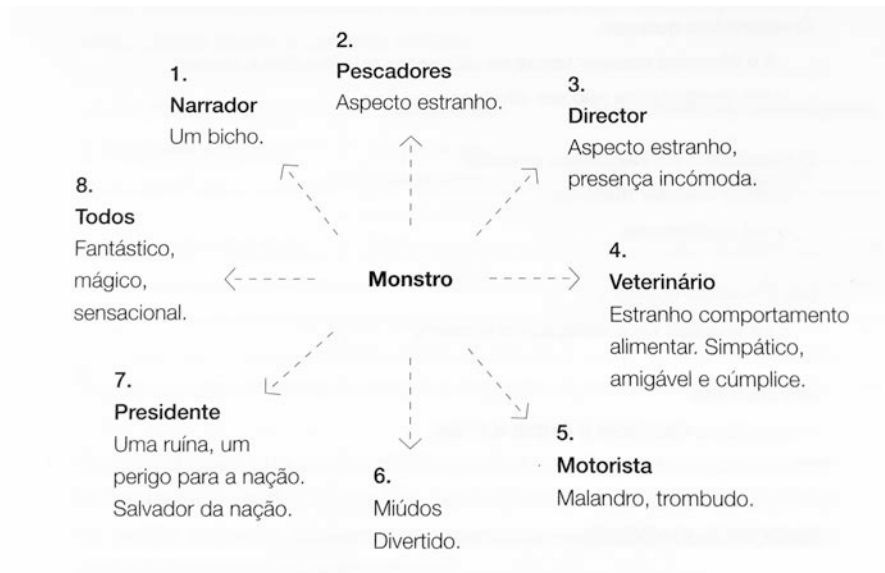 1.
Narrador
Um bicho.
2.
Pescadores
Aspecto estranho.
3.
Director
Aspecto estranho,
presença incómoda.
4.
Veterinário
Estranho comportamento
alimentar. Simpático,
amigável e cúmplice.
5.
Motorista
Malandro, trombudo.
6.
Miúdos
Divertido.
7.
Presidente
Uma ruína, um
perigo para a nação.
Salvador da nação.
8.
Todos
Fantástico,
mágico,
sensacional.
Monstro